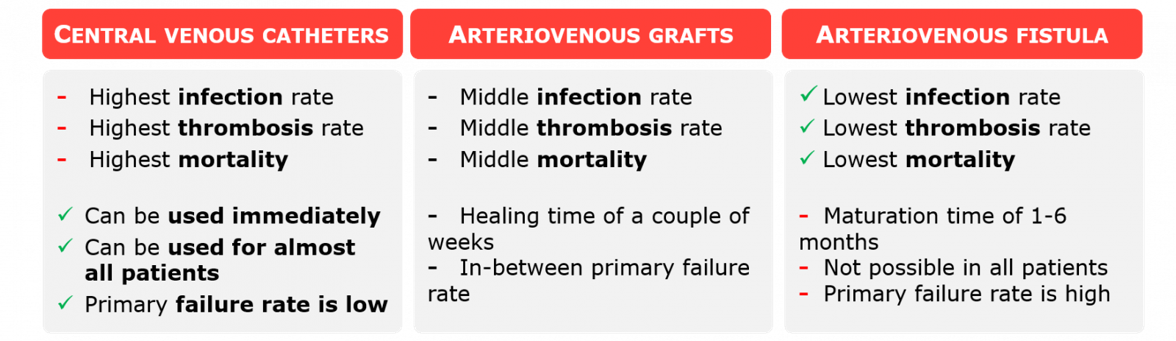 CENTRAL VENOUS CATHETERS
- Highest infection rate
- Highest thrombosis rate
- Highest mortality
✓ Can be used immediately
✓ Can be used for almost
all patients
✓ Primary failure rate is low
ARTERIOVENOUS GRAFTS
- Middle infection rate
- Middle thrombosis rate
- Middle mortality
- Healing time of a couple of
weeks
- In-between primary failure
rate
ARTERIOVENOUS FISTULA
✓ Lowest infection rate
✓ Lowest thrombosis rate
✓ Lowest mortality
- Maturation time of 1-6
months
- Not possible in all patients
- Primary failure rate is high